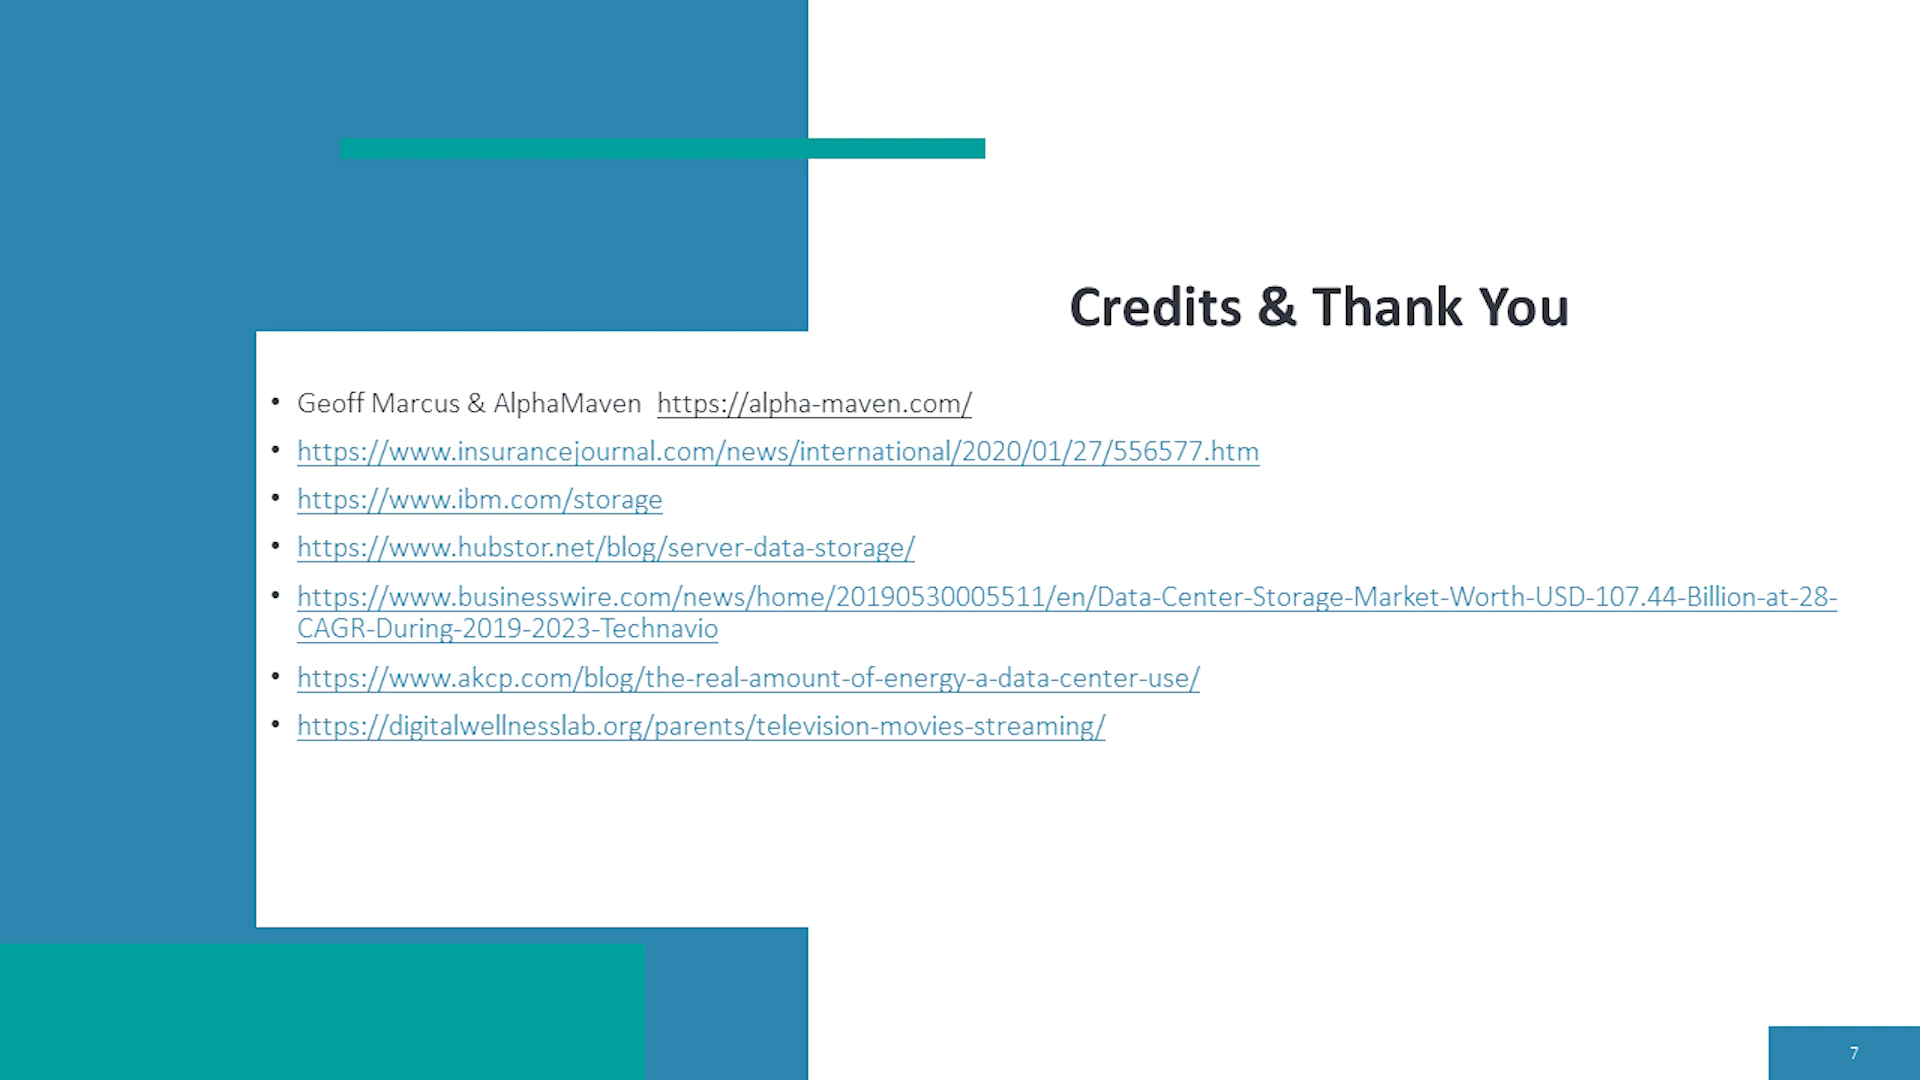 Credits & Thank You
• Geoff Marcus & AlphaMaven https://alpha-maven.com/
• https://www.insurancejournal.com/news/international/2020/01/27/556577.htm
• https://www.ibm.com/storage
• https://www.hubstor.net/blog/server-data-storage/
• https://www.businesswire.com/news/home/20190530005511/en/Data-Center-Storage-Market-Worth-USD-107.44-Billion-at-28-
CAGR-During-2019-2023-Technavio
• https://www.akcp.com/blog/the-real-amount-of-energy-a-data-center-use/
• https://digitalwellnesslab.org/parents/television-movies-streaming/
7